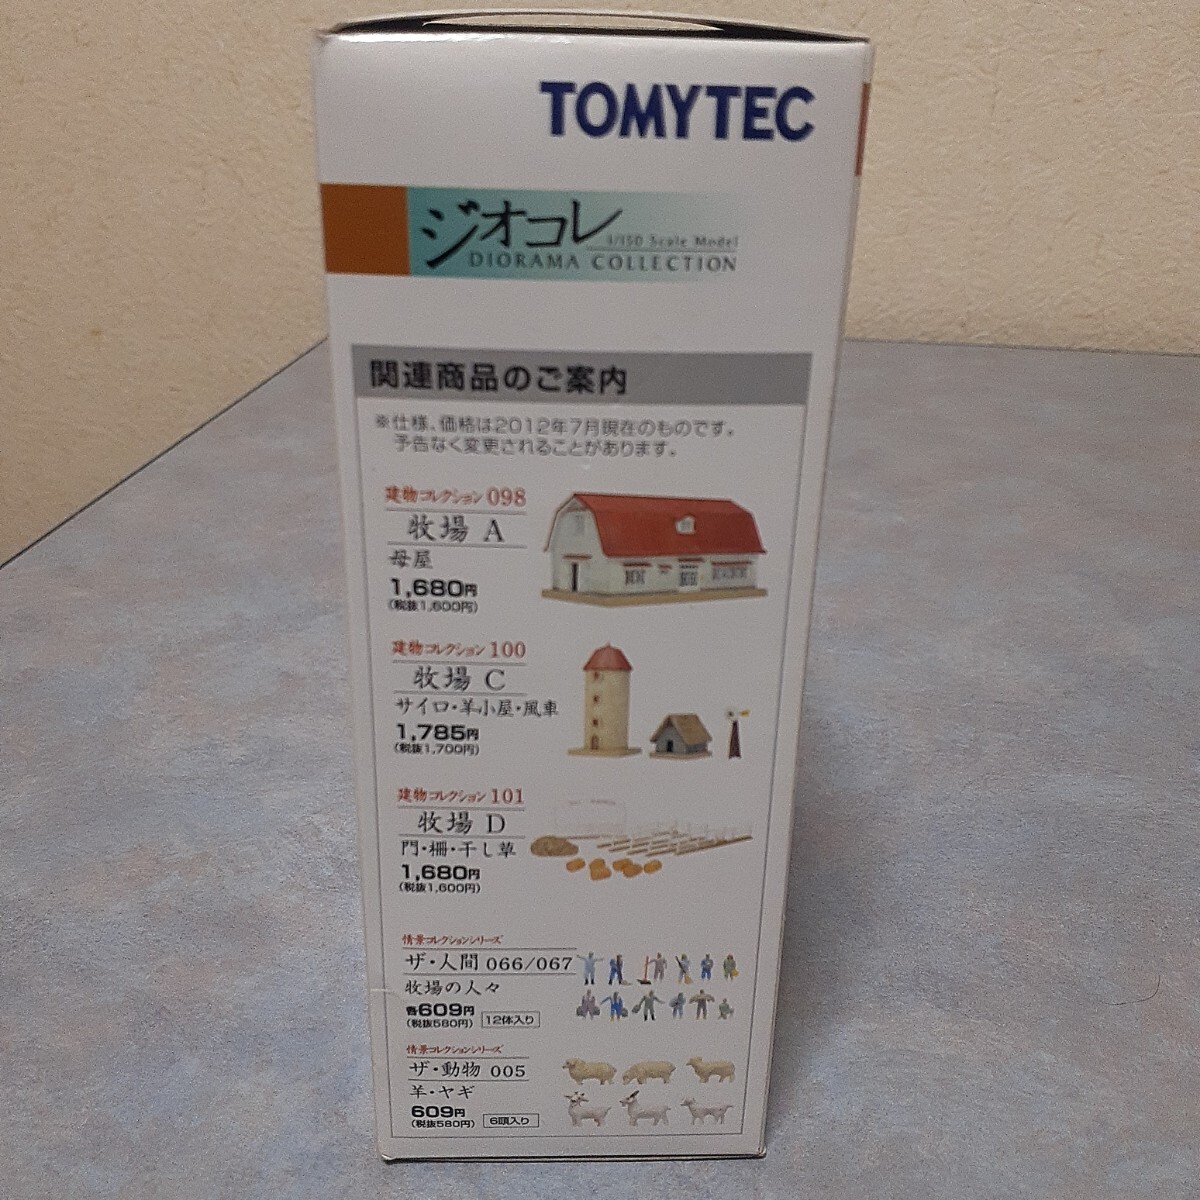 TOMYTEC
ジオコレ
1/150 Scale Model
DIORAMA COLLECTION
関連商品のご案内
※仕様、価格は2012年7月現在のものです。
予告なく変更されることがあります。
建物コレクション 098
牧場 A
母屋
1,680円
(税抜1,600円)
建物コレクション 100
牧場 C
サイロ・羊小屋・風車
1,785円
(税抜1,700円)
建物コレクション 101
牧場 D
門・柵・干し草
1,680円
(税抜1,600円)
情景コレクションシリーズ
ザ・人間 066/067
牧場の人々
各609円
(税抜580円) 12体入り
情景コレクションシリーズ
ザ・動物 005
羊・ヤギ
609円
(税抜580円) 6頭入り